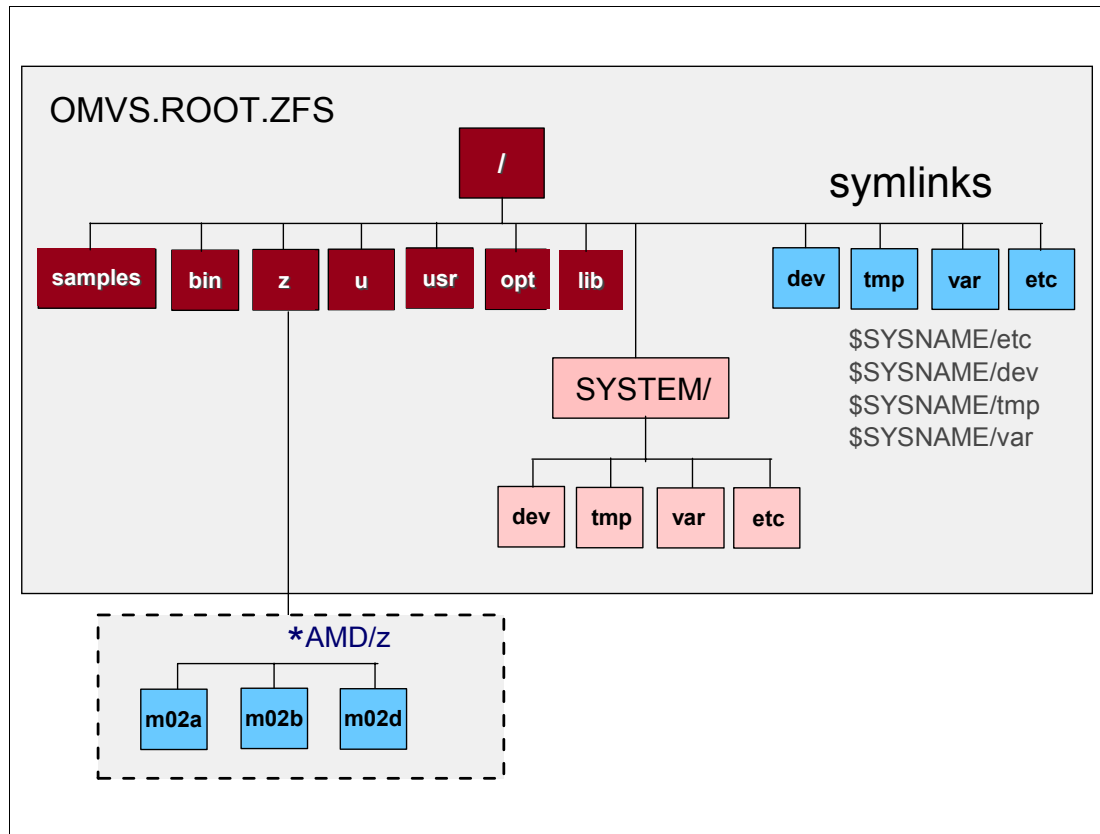 OMVS.ROOT.ZFS
/
symlinks
samples bin z u usr opt lib dev tmp var etc
$SYSNAME/etc
$SYSNAME/dev
$SYSNAME/tmp
$SYSNAME/var
SYSTEM/
dev tmp var etc
*AMD/z
m02a m02b m02d